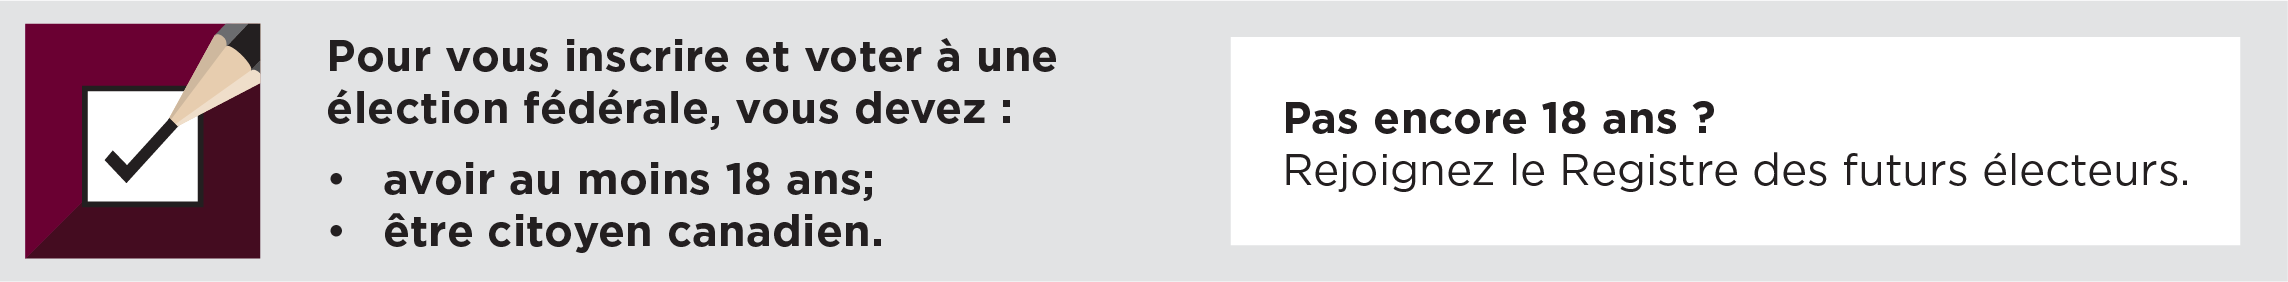 Pour vous inscrire et voter à une
élection fédérale, vous devez :
• avoir au moins 18 ans;
• être citoyen canadien.
Pas encore 18 ans ?
Rejoignez le Registre des futurs électeurs.